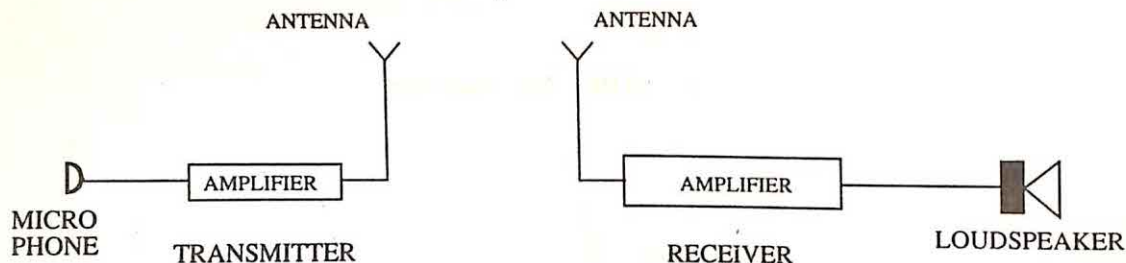 ANTENNA
ANTENNA
AMPLIFIER
AMPLIFIER
MICRO
PHONE
TRANSMITTER
RECEIVER
LOUDSPEAKER